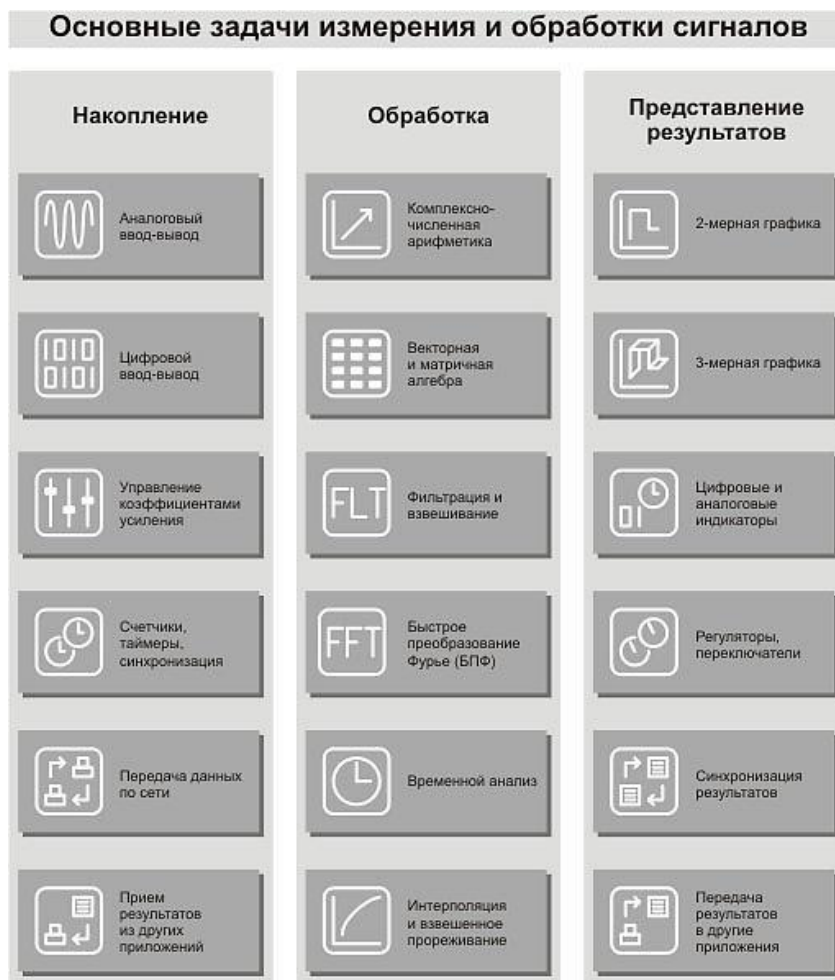 Основные задачи измерения и обработки сигналов
Накопление
Аналоговый
ввод-вывод
IOIO
OIOI
Цифровой
ввод-вывод
Управление
коэффициентами
усиления
Счетчики,
таймеры,
синхронизация
Передача данных
по сети
Прием
результатов
из других
приложений
Обработка
Комплексно-
численная
арифметика
Векторная
и матричная
алгебра
FLT
Фильтрация и
взвешивание
FFT
Быстрое
преобразование
Фурье (БПФ)
Временной анализ
Интерполяция
и взвешенное
прореживание
Представление
результатов
2-мерная графика
3-мерная графика
Цифровые и
аналоговые
индикаторы
Регуляторы,
переключатели
Синхронизация
результатов
Передача
результатов
в другие
приложения